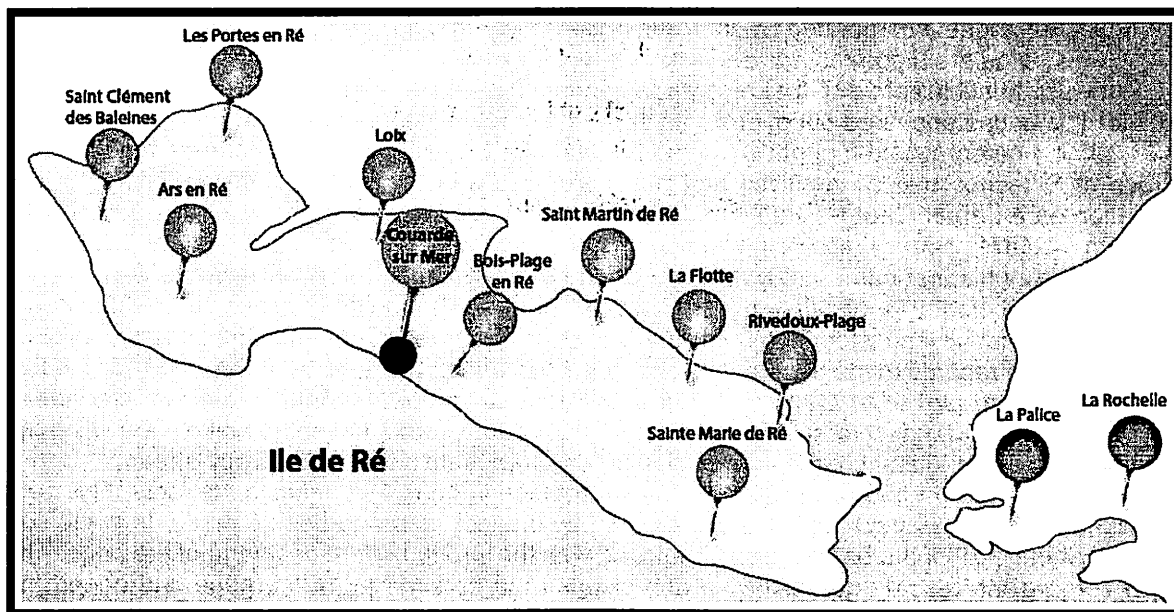 Les Portes en Ré
Saint Clément
des Baleines
Loix
Ars en Ré
Saint Martin de Ré
Couarde
sur Mer
Bois-Plage
en Ré
La Flotte
Rivedoux-Plage
La Rochelle
La Palice
Sainte Marie de Ré
Ile de Ré